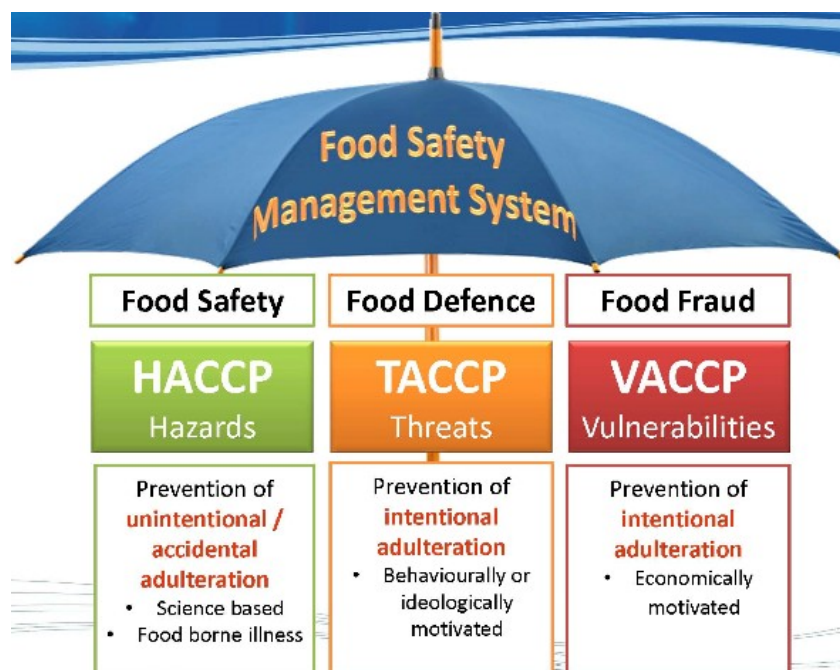 Food Safety
Management System
Food Safety
HACCP
Hazards
Prevention of
unintentional /
accidental
adulteration
• Science based
• Food borne illness
Food Defence
TACCP
Threats
Prevention of
intentional
adulteration
• Behaviourally or
ideologically
motivated
Food Fraud
VACCP
Vulnerabilities
Prevention of
intentional
adulteration
• Economically
motivated